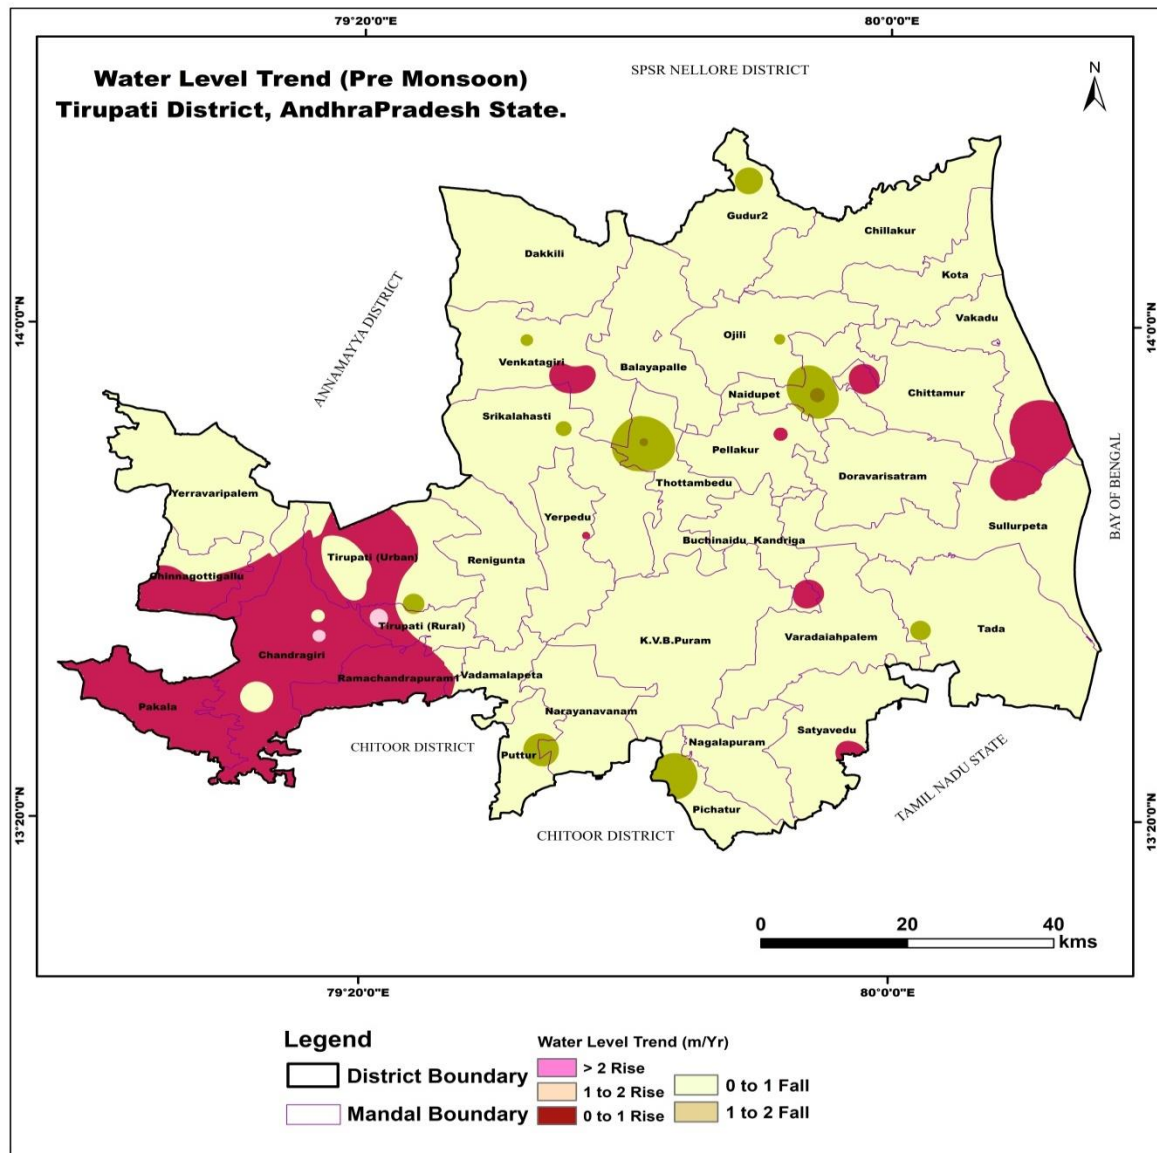 79°20'0"E
80°0'0"E
Water Level Trend (Pre Monsoon)
Tirupati District, AndhraPradesh State.
SPSR NELLORE DISTRICT
N
Gudur2
Chillakur
Dakkili
Kota
ANNAMAYYA DISTRICT
14°0'0"N
14°0'0"N
Vakadu
Ojili
Venkatagiri
Balayapalle
Naidupet
Chittamur
Srikalahasti
Pellakur
BAY OF BENGAL
Doravarisatram
Thottambedu
Yerravaripalem
Yerpedu
Sullurpeta
Buchinaidu Kandriga
Tirupati (Urban)
Renigunta
Chinnagottigallu
Tirupati (Rural)
Tada
K.V.B.Puram
Varadaiahpalem
Chandragiri
Ramachandrapuram1
Vadamalapeta
Pakala
Narayanavanam
Satyavedu
CHITOOR DISTRICT
Nagalapuram
Puttur
TAMIL NADU STATE
Pichatur
13°20'0"N
13°20'0"N
CHITOOR DISTRICT
0 20 40
kms
79°20'0"E
80°0'0"E
Legend
District Boundary
Mandal Boundary
Water Level Trend (m/Yr)
> 2 Rise
1 to 2 Rise
0 to 1 Rise
0 to 1 Fall
1 to 2 Fall